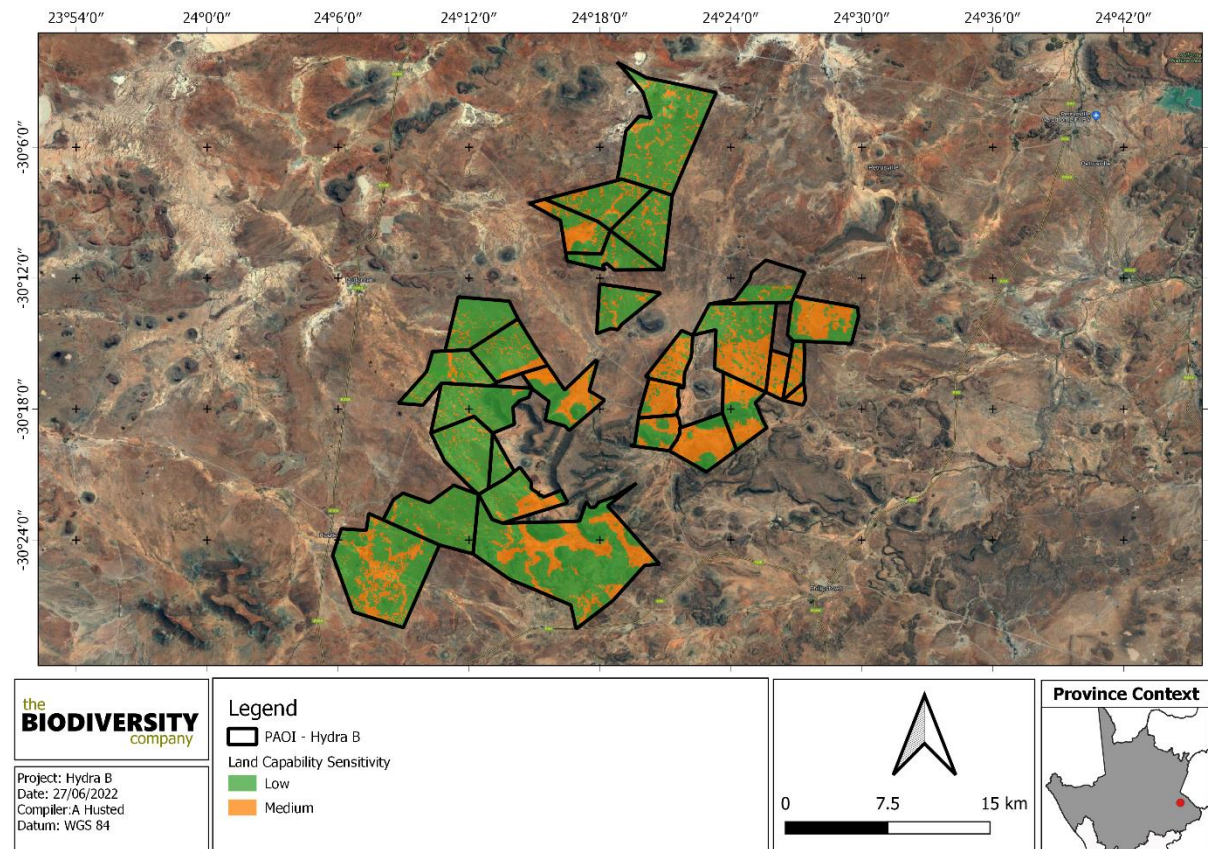 23°54′0″ 24°0′0″ 24°6′0″ 24°12′0″ 24°18′0″ 24°24′0″ 24°30′0″ 24°36′0″ 24°42′0″
-30°6′0″
-30°12′0″
-30°18′0″
-30°24′0″
Petrusville
the
BIODIVERSITY
company
Project: Hydra B
Date: 27/06/2022
Compiler:A Husted
Datum: WGS 84
Legend
PAOI - Hydra B
Land Capability Sensitivity
Low
Medium
0 7.5 15 km
Province Context